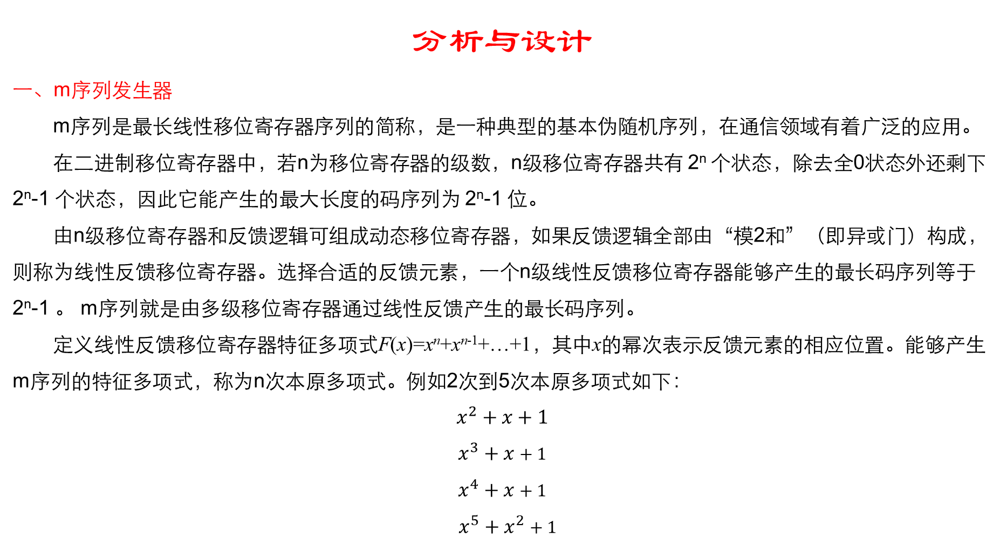 分析与设计
一、m序列发生器
m序列是最长线性移位寄存器序列的简称，是一种典型的基本伪随机序列，在通信领域有着广泛的应用。
在二进制移位寄存器中，若n为移位寄存器的级数，n级移位寄存器共有 2ⁿ 个状态，除去全0状态外还剩下
2ⁿ-1 个状态，因此它能产生的最大长度的码序列为 2ⁿ-1 位。
由n级移位寄存器和反馈逻辑可组成动态移位寄存器，如果反馈逻辑全部由“模2和”（即异或门）构成，
则称为线性反馈移位寄存器。选择合适的反馈元素，一个n级线性反馈移位寄存器能够产生的最长码序列等于
2ⁿ-1 。 m序列就是由多级移位寄存器通过线性反馈产生的最长码序列。
定义线性反馈移位寄存器特征多项式F(x)=xⁿ+xⁿ⁻¹+…+1，其中x的幂次表示反馈元素的相应位置。能够产生
m序列的特征多项式，称为n次本原多项式。例如2次到5次本原多项式如下：
x² + x + 1
x³ + x + 1
x⁴ + x + 1
x⁵ + x² + 1